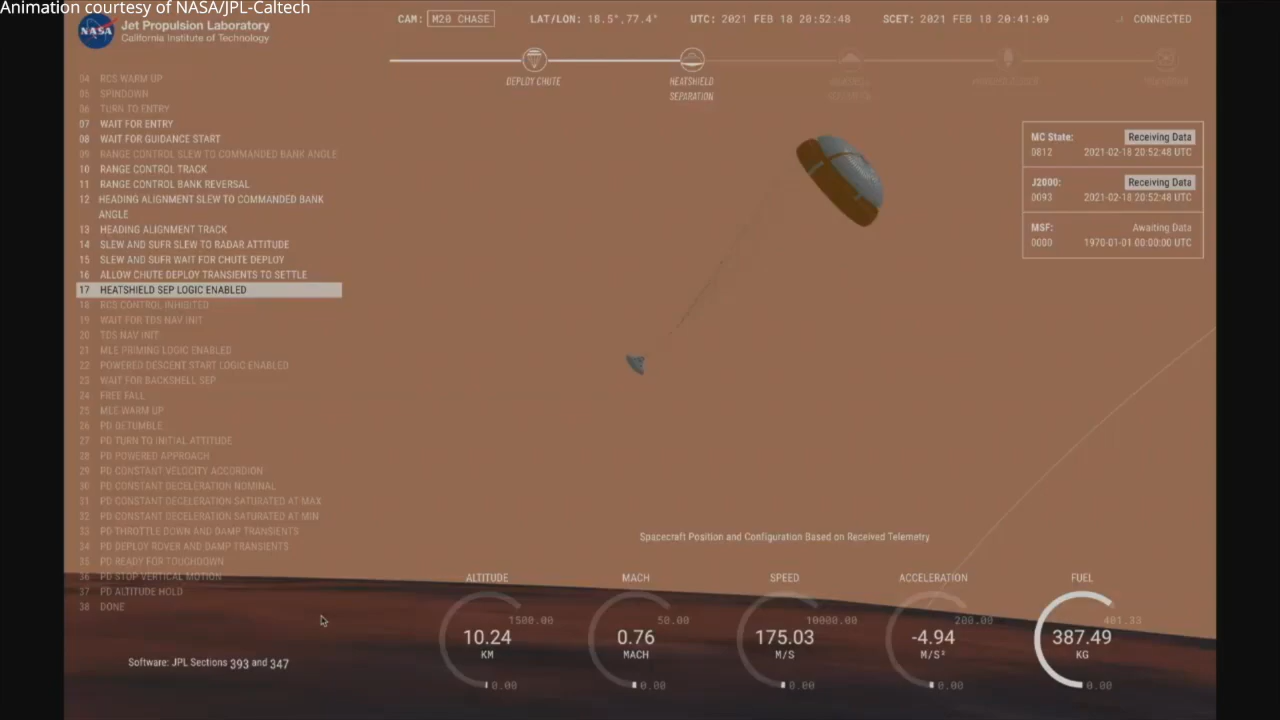 Animation courtesy of NASA/JPL-Caltech
NASA
Jet Propulsion Laboratory
California Institute of Technology
CAM: M20 CHASE LAT/LON: 18.5°,77.4° UTC: 2021 FEB 18 20:52:48 SCET: 2021 FEB 18 20:41:09 CONNECTED
DEPLOY CHUTE
HEATSHIELD
SEPARATION
04 RCS WARM UP
05 SPINDOWN
06 TURN TO ENTRY
07 WAIT FOR ENTRY
08 WAIT FOR GUIDANCE START
09 RANGE CONTROL SLEW TO COMMANDED BANK ANGLE
10 RANGE CONTROL TRACK
11 RANGE CONTROL BANK REVERSAL
12 HEADING ALIGNMENT SLEW TO COMMANDED BANK
ANGLE
13 HEADING ALIGNMENT TRACK
14 SLEW AND SUFR SLEW TO RADAR ATTITUDE
15 SLEW AND SUFR WAIT FOR CHUTE DEPLOY
16 ALLOW CHUTE DEPLOY TRANSIENTS TO SETTLE
17 HEATSHIELD SEP LOGIC ENABLED
18 RCS CONTROL INHIBITED
19 WAIT FOR TDS NAV INIT
20 TDS NAV INIT
21 MLE PRIMING LOGIC ENABLED
22 POWERED DESCENT START LOGIC ENABLED
23 WAIT FOR BACKSHELL SEP
24 FREE FALL
25 MLE WARM UP
26 PD DETUMBLE
27 PD TURN TO INITIAL ATTITUDE
28 PD POWERED APPROACH
29 PD CONSTANT VELOCITY ACCORDION
30 PD CONSTANT DECELERATION NOMINAL
31 PD CONSTANT DECELERATION SATURATED AT MAX
32 PD CONSTANT DECELERATION SATURATED AT MIN
33 PD THROTTLE DOWN AND DAMP TRANSIENTS
34 PD DEPLOY ROVER AND DAMP TRANSIENTS
35 PD READY FOR TOUCHDOWN
36 PD STOP VERTICAL MOTION
37 PD ALTITUDE HOLD
38 DONE
Software: JPL Sections 393 and 347
MC State: Receiving Data
0812 2021-02-18 20:52:48 UTC
J2000: Receiving Data
0093 2021-02-18 20:52:48 UTC
MSF: Awaiting Data
0000 1970-01-01 00:00:00 UTC
Spacecraft Position and Configuration Based on Received Telemetry
ALTITUDE MACH SPEED ACCELERATION FUEL
1500.00 50.00 10000.00 200.00 401.33
10.24 0.76 175.03 -4.94 387.49
KM MACH M/S M/S² KG
0.00 0.00 0.00 0.00 0.00